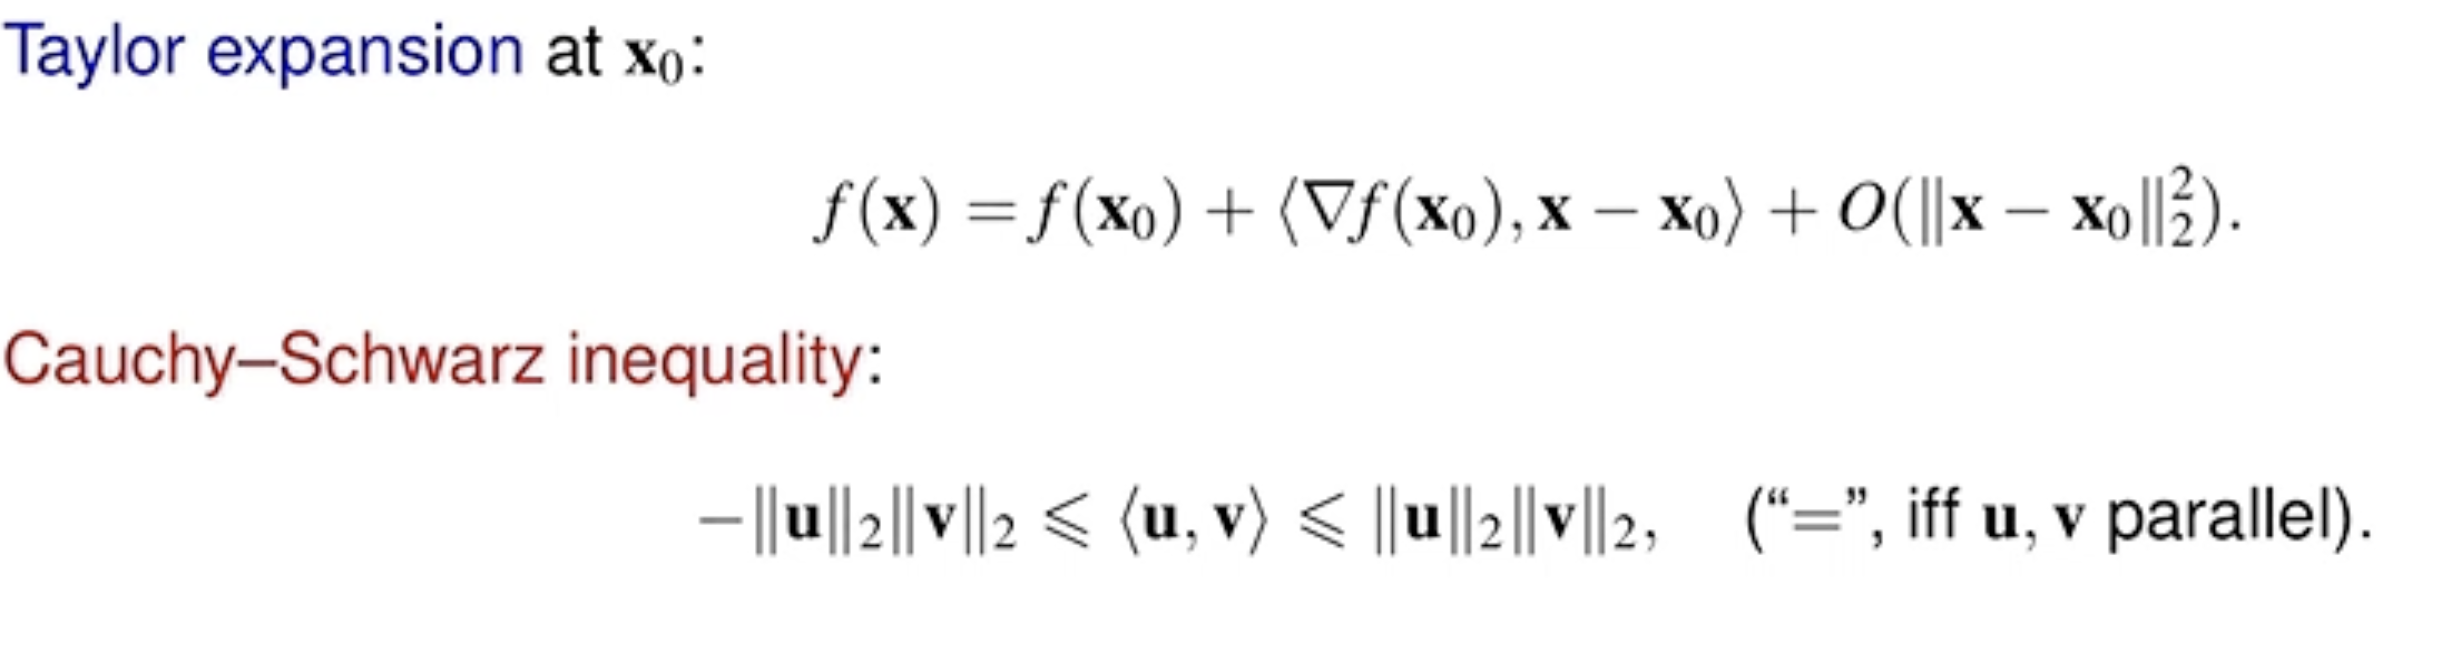 Taylor expansion at x₀:
f(x) = f(x₀) + ⟨∇f(x₀), x − x₀⟩ + O(‖x − x₀‖₂²).
Cauchy–Schwarz inequality:
−‖u‖₂‖v‖₂ ⩽ ⟨u, v⟩ ⩽ ‖u‖₂‖v‖₂, (“=”, iff u, v parallel).